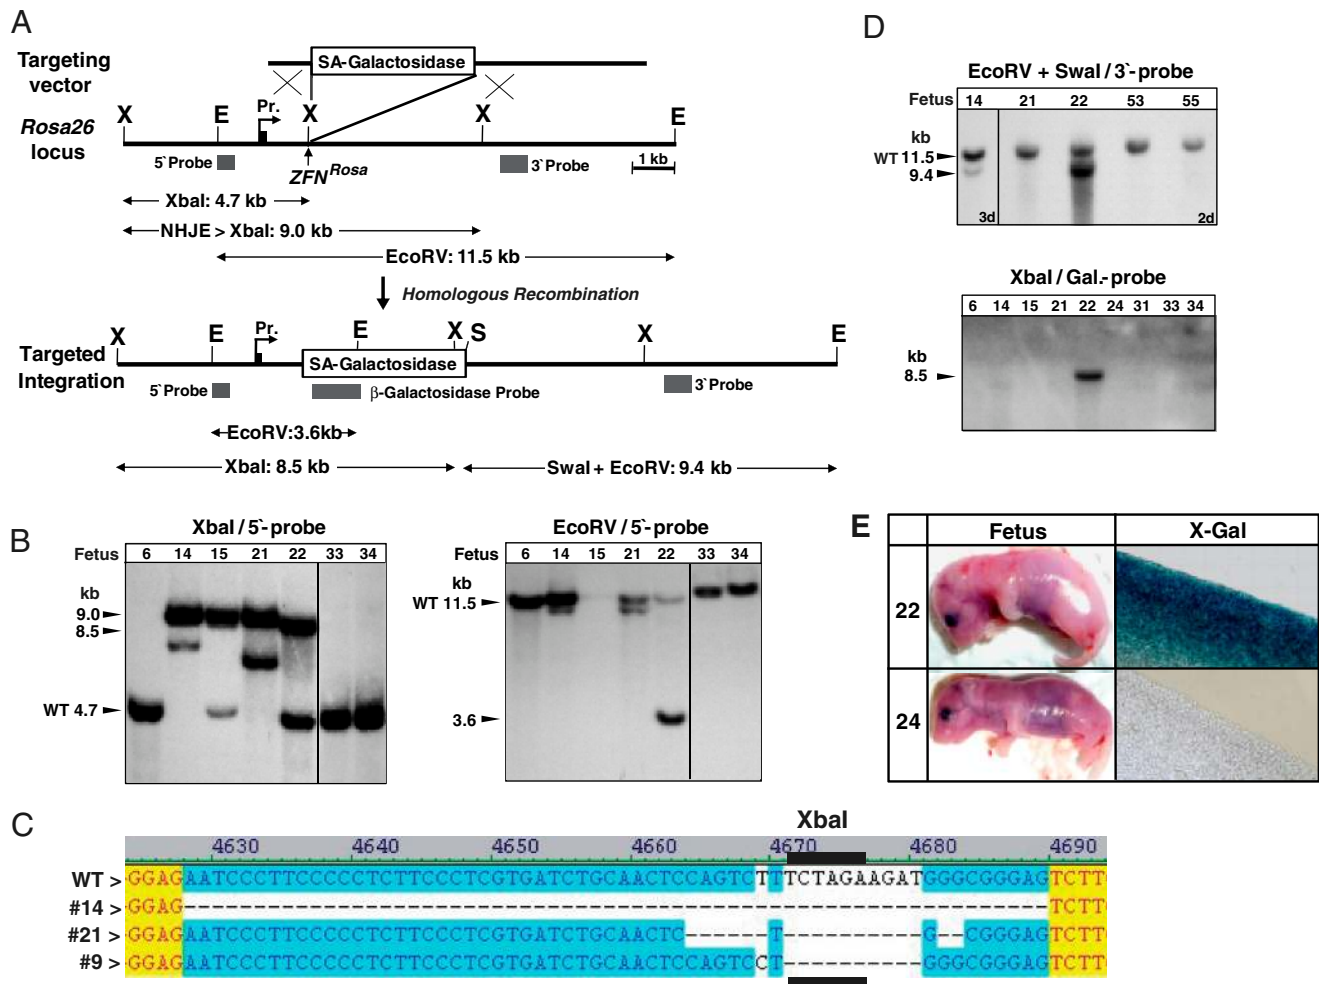 A
Targeting vector
SA-Galactosidase
Rosa26 locus
X E Pr. X X E
5`Probe
ZFN Rosa
3`Probe
1 kb
XbaI: 4.7 kb
NHJE > Xbal: 9.0 kb
EcoRV: 11.5 kb
Homologous Recombination
Targeted Integration
X E Pr. E X S X E
SA-Galactosidase
5`Probe
β-Galactosidase Probe
3`Probe
EcoRV:3.6kb
Xbal: 8.5 kb
Swal + EcoRV: 9.4 kb
B
Xbal / 5`-probe
Fetus 6 14 15 21 22 33 34
kb
9.0
8.5
WT 4.7
EcoRV / 5`-probe
Fetus 6 14 15 21 22 33 34
kb
WT 11.5
3.6
C
Xbal
4630 4640 4650 4660 4670 4680 4690
WT > GGAGAATCCCTTCCCCCTCTTCCCTCGTGATCTGCAACTCCAGTCTTTCTAGAAGATGGGCGGGAGTCTT
#14 > GGAG--------------------------------------------------------------TCTT
#21 > GGAGAATCCCTTCCCCCTCTTCCCTCGTGATCTGCAACTC------T----------G--CGGGAGTCTT
#9 > GGAGAATCCCTTCCCCCTCTTCCCTCGTGATCTGCAACTCCAGTCCT----------GGGCGGGAGTCTT
D
EcoRV + Swal / 3`-probe
Fetus 14 21 22 53 55
kb
WT 11.5
9.4
3d 2d
Xbal / Gal.-probe
6 14 15 21 22 24 31 33 34
kb
8.5
E
Fetus X-Gal
22
24